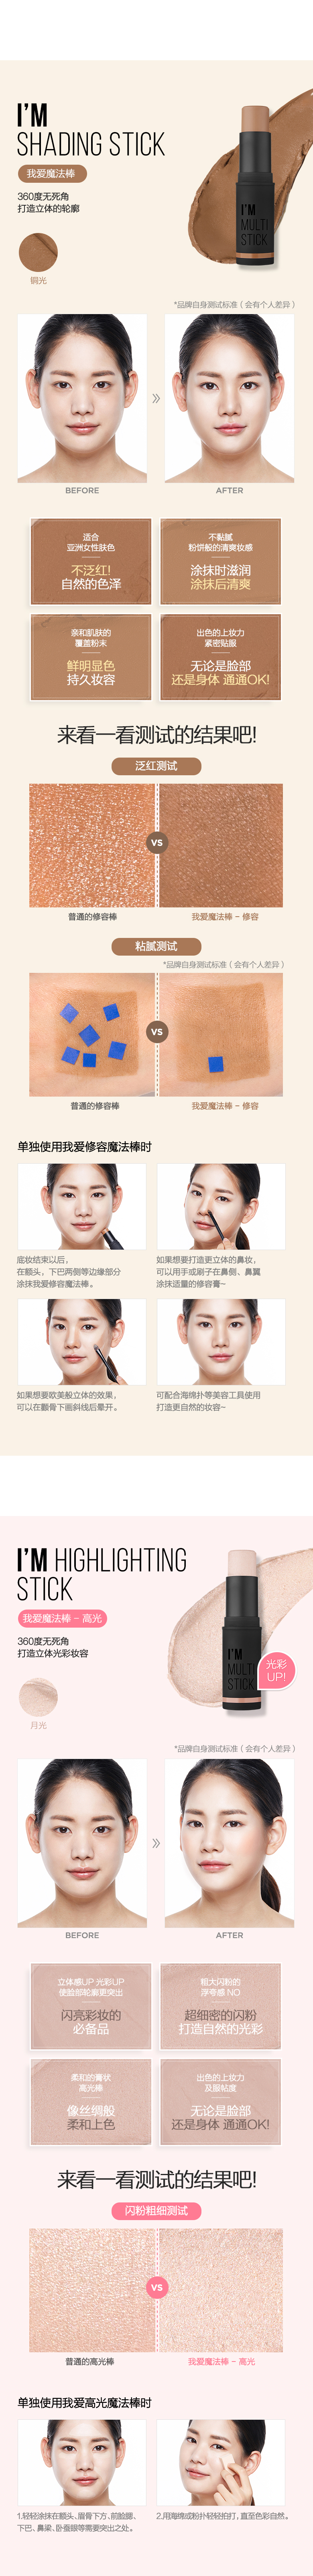 I'M
SHADING STICK
我爱魔法棒
360度无死角
打造立体的轮廓
铜光
I'M
MULTI
STICK
*品牌自身测试标准（会有个人差异）
BEFORE
AFTER
适合
亚洲女性肤色
不泛红!
自然的色泽
不黏腻
粉饼般的清爽妆感
涂抹时滋润
涂抹后清爽
亲和肌肤的
覆盖粉末
鲜明显色
持久妆容
出色的上妆力
紧密贴服
无论是脸部
还是身体 通通OK!
来看一看测试的结果吧!
泛红测试
VS
普通的修容棒
我爱魔法棒 - 修容
粘腻测试
*品牌自身测试标准（会有个人差异）
VS
普通的修容棒
我爱魔法棒 - 修容
单独使用我爱修容魔法棒时
底妆结束以后，
在额头，下巴两侧等边缘部分
涂抹我爱修容魔法棒。
如果想要打造更立体的鼻妆，
可以用手或刷子在鼻侧、鼻翼
涂抹适量的修容膏~
如果想要欧美般立体的效果，
可以在颧骨下画斜线后晕开。
可配合海绵扑等美容工具使用
打造更自然的妆容~
I'M HIGHLIGHTING
STICK
我爱魔法棒 - 高光
360度无死角
打造立体光彩妆容
月光
I'M
MULTI
STICK
光彩
UP!
*品牌自身测试标准（会有个人差异）
BEFORE
AFTER
立体感UP 光彩UP
使脸部轮廓更突出
闪亮彩妆的
必备品
粗大闪粉的
浮夸感 NO
超细密的闪粉
打造自然的光彩
柔和的膏状
高光棒
像丝绸般
柔和上色
出色的上妆力
及服帖度
无论是脸部
还是身体 通通OK!
来看一看测试的结果吧!
闪粉粗细测试
VS
普通的高光棒
我爱魔法棒 - 高光
单独使用我爱高光魔法棒时
1.轻轻涂抹在额头、眉骨下方、前脸腮、
下巴、鼻梁、卧蚕眼等需要突出之处。
2.用海绵或粉扑轻轻拍打，直至色彩自然。